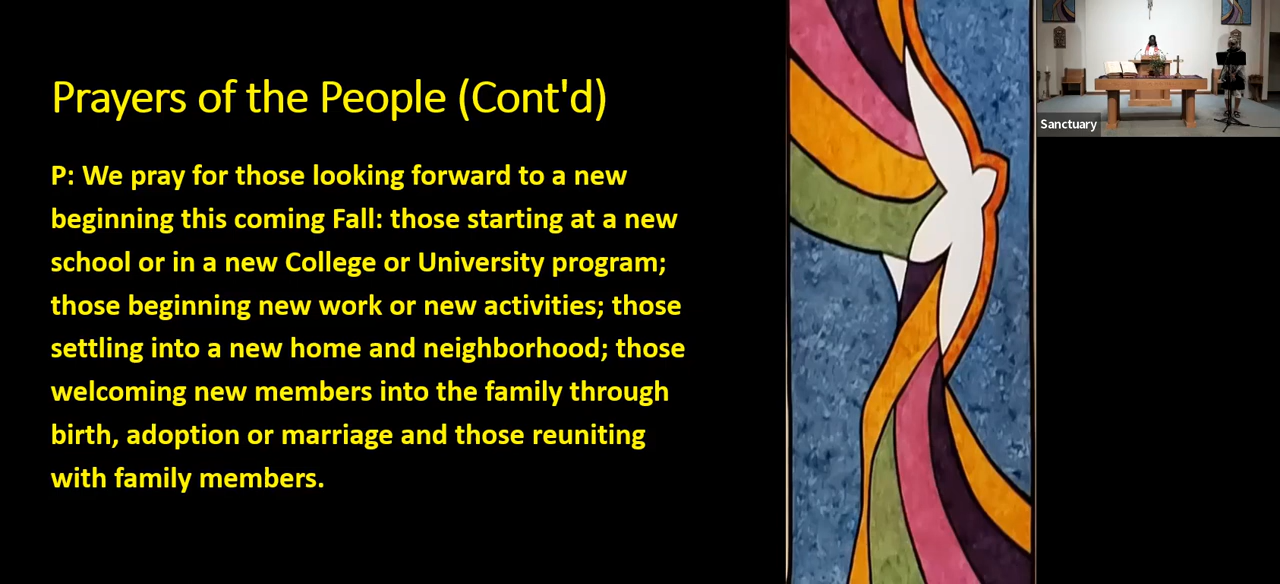 Prayers of the People (Cont'd)
P: We pray for those looking forward to a new
beginning this coming Fall: those starting at a new
school or in a new College or University program;
those beginning new work or new activities; those
settling into a new home and neighborhood; those
welcoming new members into the family through
birth, adoption or marriage and those reuniting
with family members.
Sanctuary